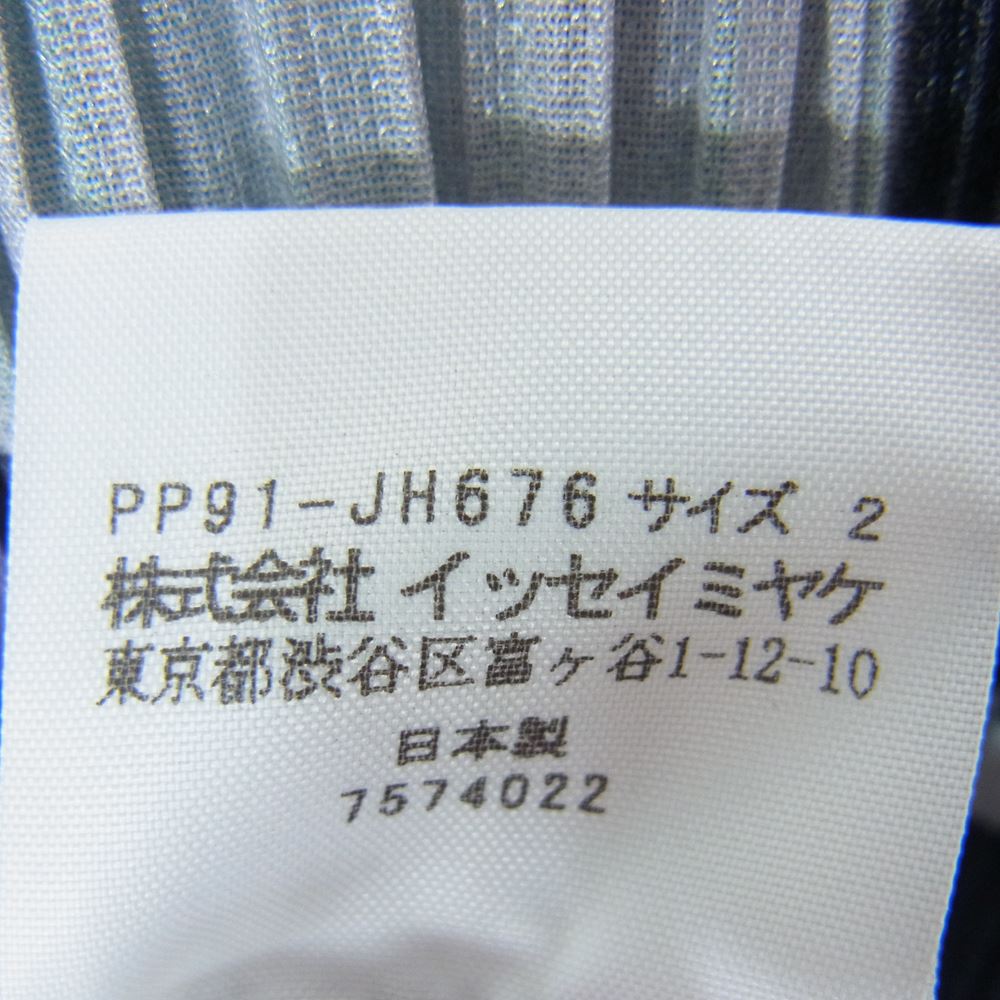 PP91-JH676 サイズ 2
株式会社 イッセイミヤケ
東京都渋谷区富ヶ谷1-12-10
日本製
7574022